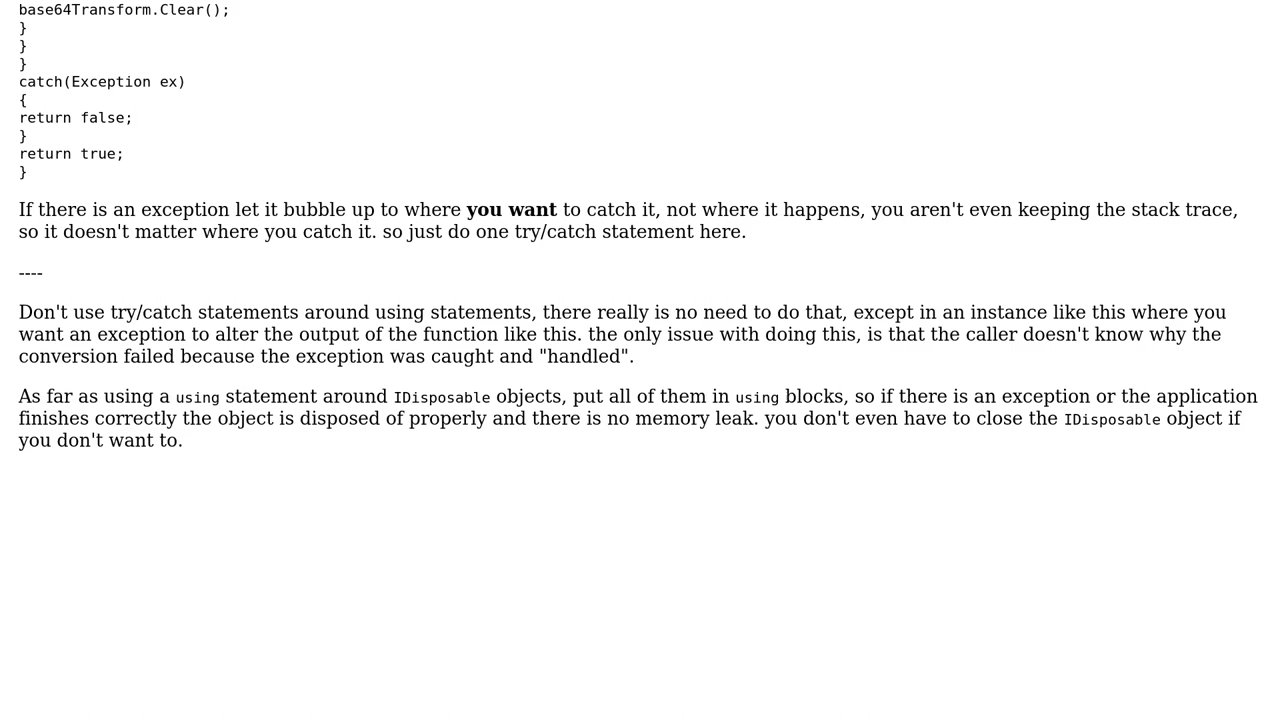 base64Transform.Clear();
}
}
}
catch(Exception ex)
{
return false;
}
return true;
}
If there is an exception let it bubble up to where you want to catch it, not where it happens, you aren't even keeping the stack trace,
so it doesn't matter where you catch it. so just do one try/catch statement here.
----
Don't use try/catch statements around using statements, there really is no need to do that, except in an instance like this where you
want an exception to alter the output of the function like this. the only issue with doing this, is that the caller doesn't know why the
conversion failed because the exception was caught and "handled".
As far as using a using statement around IDisposable objects, put all of them in using blocks, so if there is an exception or the application
finishes correctly the object is disposed of properly and there is no memory leak. you don't even have to close the IDisposable object if
you don't want to.